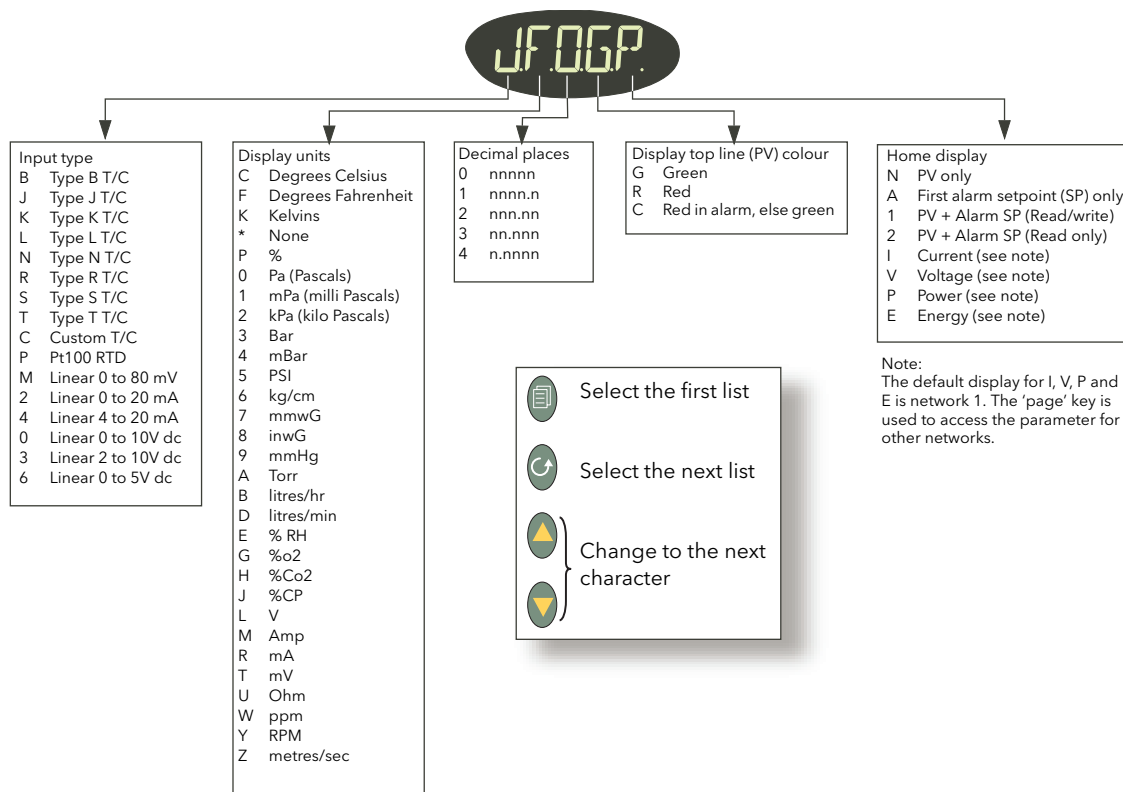 J.F.0.G.P.
Input type
B Type B T/C
J Type J T/C
K Type K T/C
L Type L T/C
N Type N T/C
R Type R T/C
S Type S T/C
T Type T T/C
C Custom T/C
P Pt100 RTD
M Linear 0 to 80 mV
2 Linear 0 to 20 mA
4 Linear 4 to 20 mA
0 Linear 0 to 10V dc
3 Linear 2 to 10V dc
6 Linear 0 to 5V dc
Display units
C Degrees Celsius
F Degrees Fahrenheit
K Kelvins
* None
P %
0 Pa (Pascals)
1 mPa (milli Pascals)
2 kPa (kilo Pascals)
3 Bar
4 mBar
5 PSI
6 kg/cm
7 mmwG
8 inwG
9 mmHg
A Torr
B litres/hr
D litres/min
E % RH
G %o2
H %Co2
J %CP
L V
M Amp
R mA
T mV
U Ohm
W ppm
Y RPM
Z metres/sec
Decimal places
0 nnnnn
1 nnnn.n
2 nnn.nn
3 nn.nnn
4 n.nnnn
Display top line (PV) colour
G Green
R Red
C Red in alarm, else green
Home display
N PV only
A First alarm setpoint (SP) only
1 PV + Alarm SP (Read/write)
2 PV + Alarm SP (Read only)
I Current (see note)
V Voltage (see note)
P Power (see note)
E Energy (see note)
Note:
The default display for I, V, P and
E is network 1. The 'page' key is
used to access the parameter for
other networks.
Select the first list
Select the next list
Change to the next
character